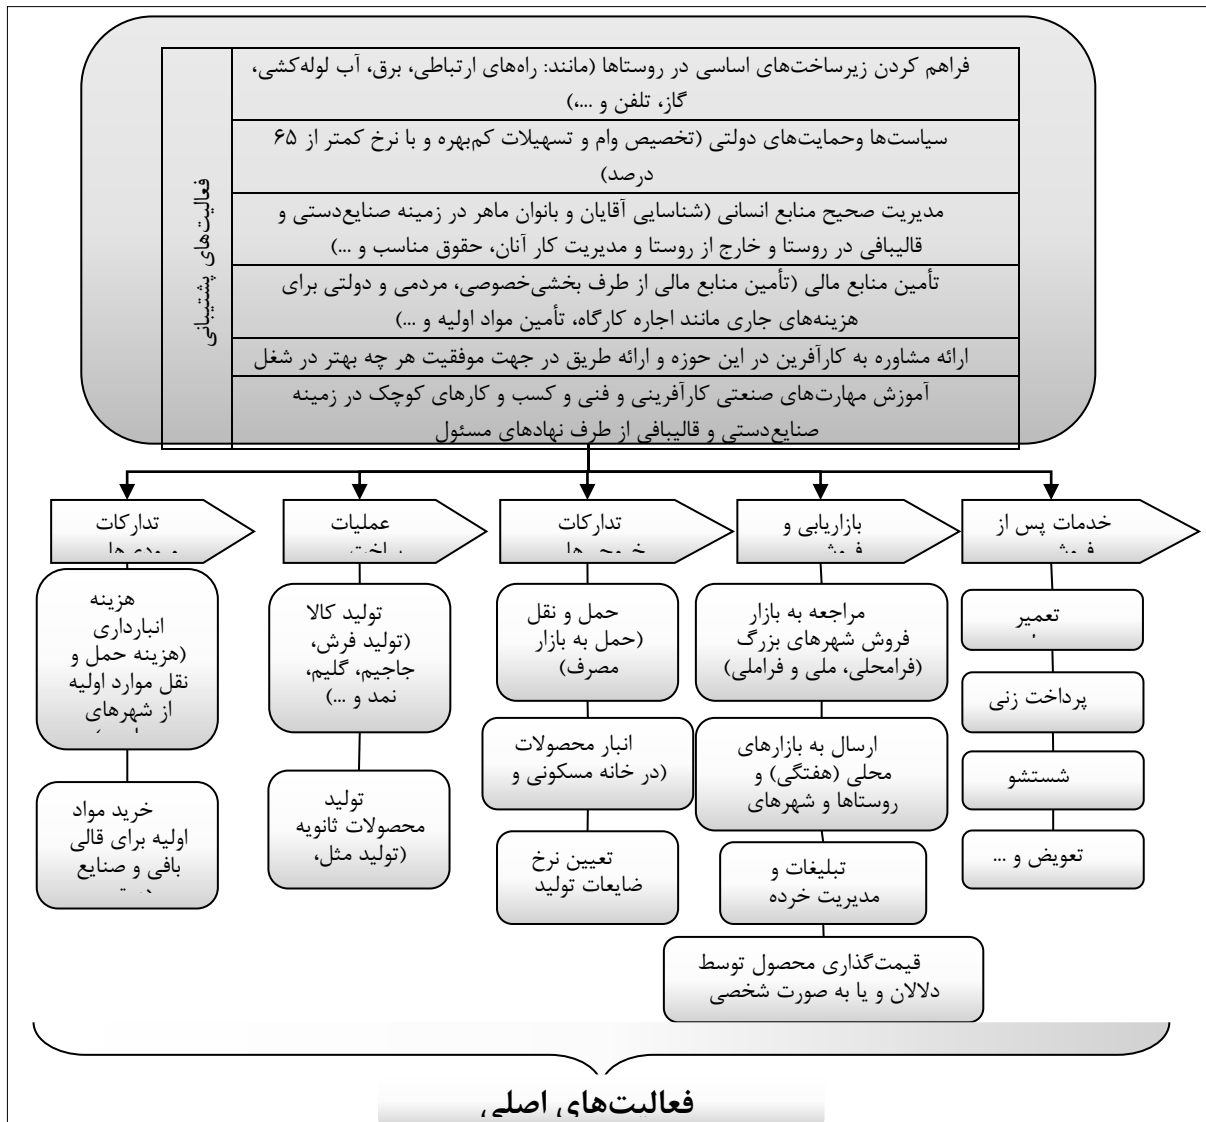 فعالیت‌های پشتیبانی
فراهم کردن زیرساخت‌های اساسی در روستاها (مانند: راه‌های ارتباطی، برق، آب لوله‌کشی،
گاز، تلفن و ...،)
سیاست‌ها وحمایت‌های دولتی (تخصیص وام و تسهیلات کم‌بهره و با نرخ کمتر از ۶۵
درصد)
مدیریت صحیح منابع انسانی (شناسایی آقایان و بانوان ماهر در زمینه صنایع‌دستی و
قالیبافی در روستا و خارج از روستا و مدیریت کار آنان، حقوق مناسب و ...)
تأمین منابع مالی (تأمین منابع مالی از طرف بخشی‌خصوصی، مردمی و دولتی برای
هزینه‌های جاری مانند اجاره کارگاه، تأمین مواد اولیه و ...)
ارائه مشاوره به کارآفرین در این حوزه و ارائه طریق در جهت موفقیت هر چه بهتر در شغل
آموزش مهارت‌های صنعتی کارآفرینی و فنی و کسب و کارهای کوچک در زمینه
صنایع‌دستی و قالیبافی از طرف نهادهای مسئول
خدمات پس از
فروش
تعمیر
پرداخت زنی
شستشو
تعویض و ...
بازاریابی و
فروش
مراجعه به بازار
فروش شهرهای بزرگ
(فرامحلی، ملی و فراملی)
ارسال به بازارهای
محلی (هفتگی) و
روستاها و شهرهای
تبلیغات و
مدیریت خرده
قیمت‌گذاری محصول توسط
دلالان و یا به صورت شخصی
تدارکات
خروجی‌ها
حمل و نقل
(حمل به بازار
مصرف)
انبار محصولات
(در خانه مسکونی و
تعیین نرخ
ضایعات تولید
عملیات
ساخت
تولید کالا
(تولید فرش،
جاجیم، گلیم،
نمد و ...)
تولید
محصولات ثانویه
(تولید مثل،
تدارکات
ورودی‌ها
هزینه
انبارداری
(هزینه حمل و
نقل موارد اولیه
از شهرهای
خرید مواد
اولیه برای قالی
بافی و صنایع
دستی
فعالیت‌های اصلی